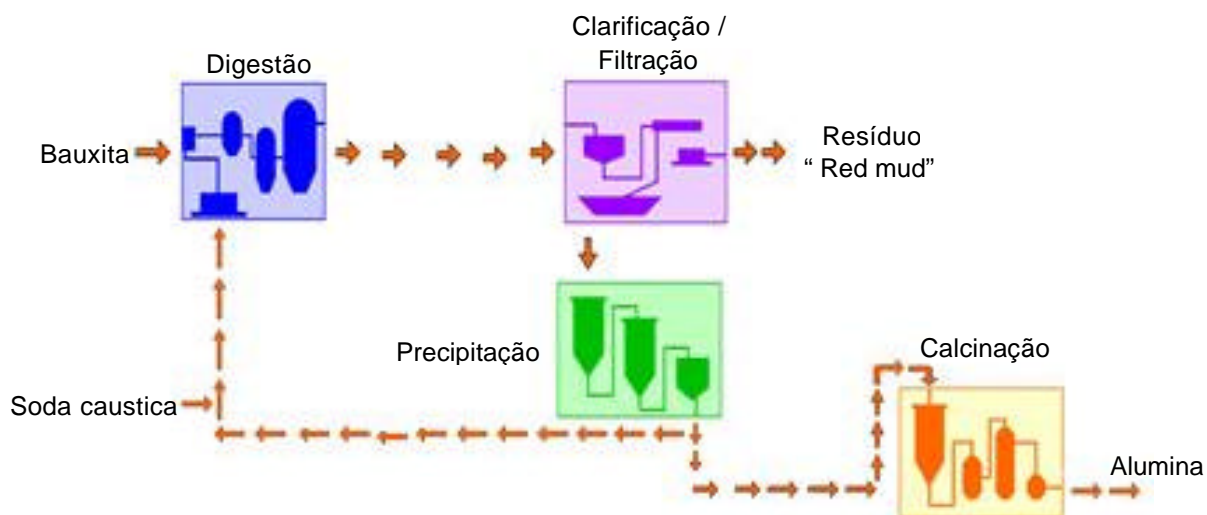 Clarificação /
Filtração
Digestão
Bauxita
Resíduo
“ Red mud”
Precipitação
Calcinação
Soda caustica
Alumina